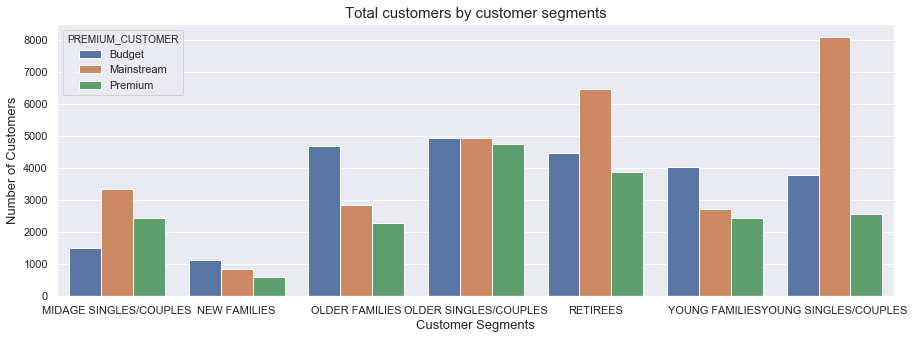 Total customers by customer segments
PREMIUM_CUSTOMER
Budget
Mainstream
Premium
Number of Customers
8000
7000
6000
5000
4000
3000
2000
1000
0
MIDAGE SINGLES/COUPLES NEW FAMILIES OLDER FAMILIES OLDER SINGLES/COUPLES RETIREES YOUNG FAMILIES YOUNG SINGLES/COUPLES
Customer Segments